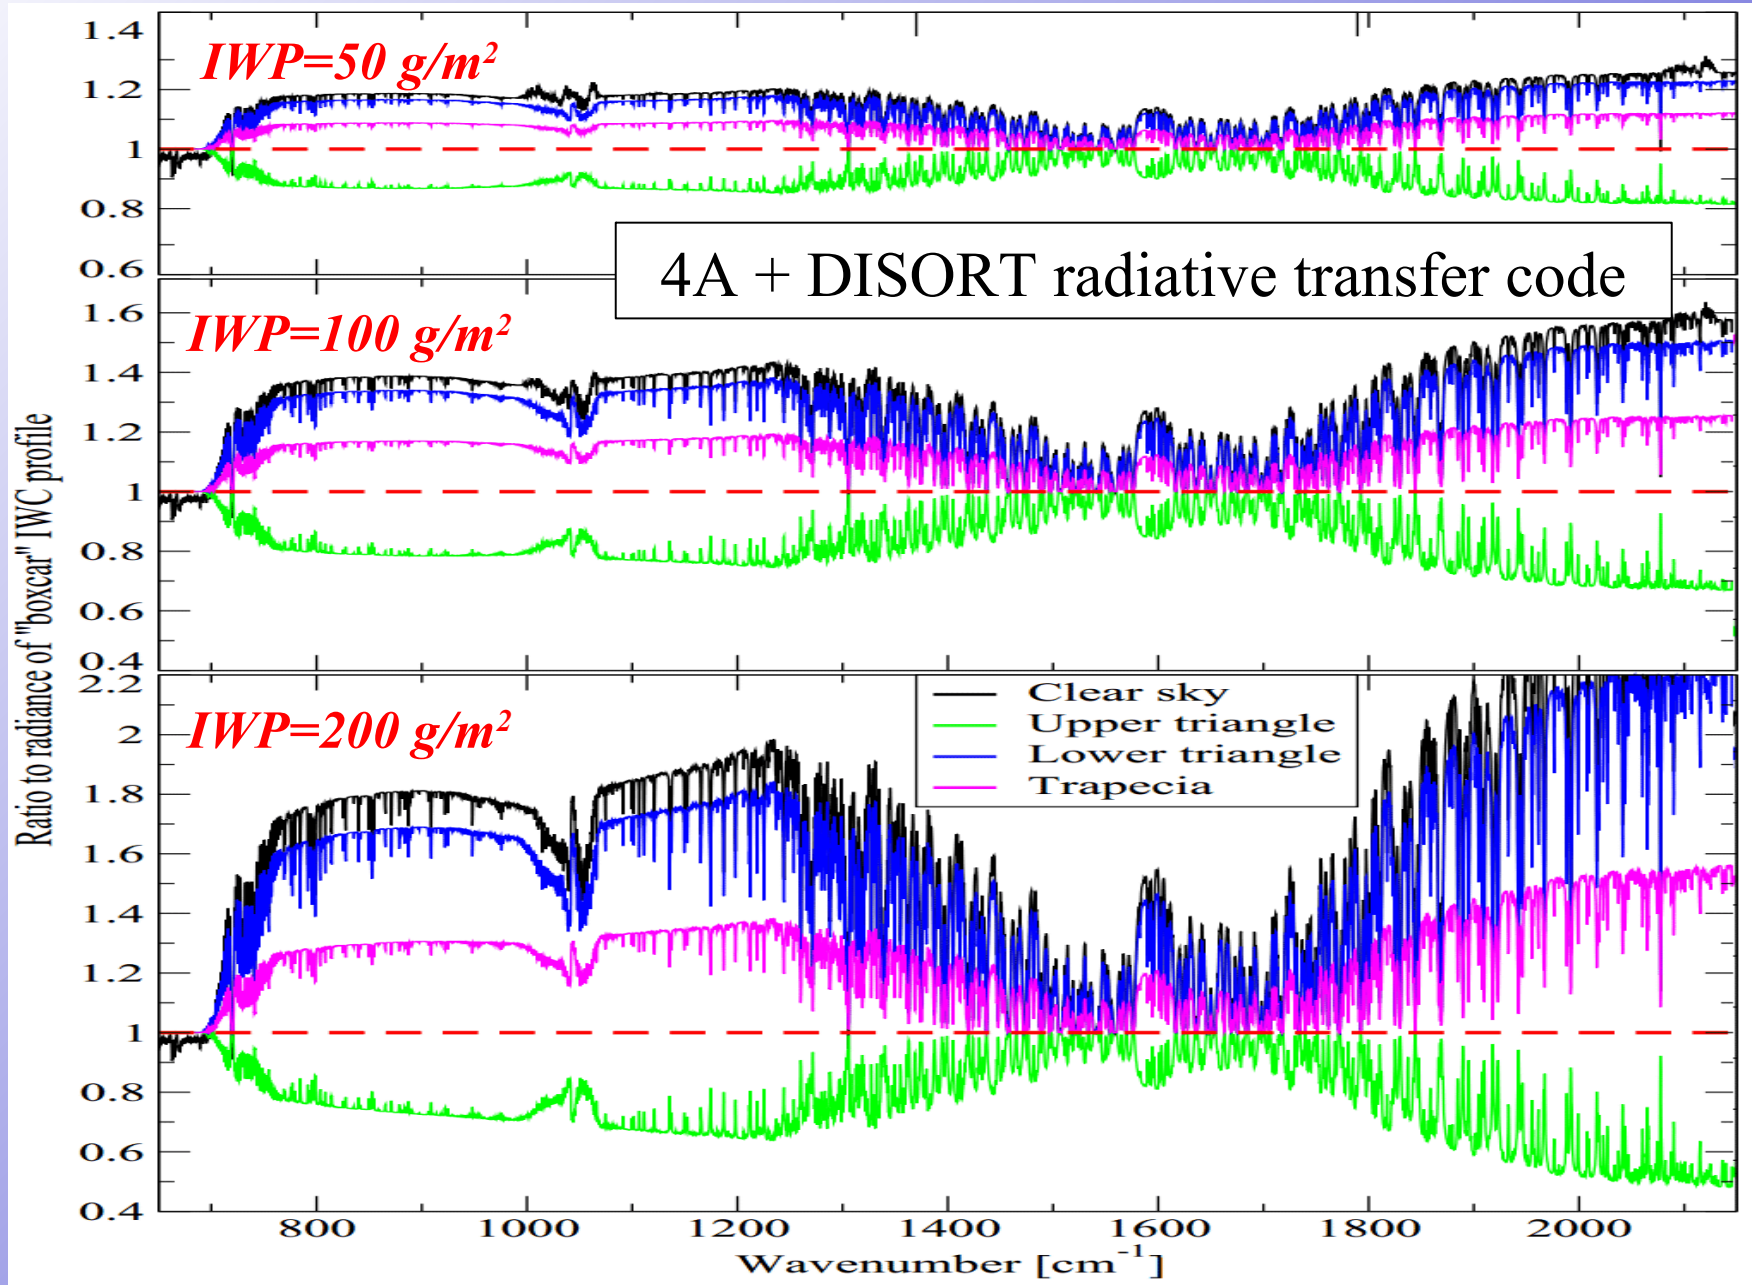 1.4
IWP=50 g/m²
1.2
1
0.8
0.6
4A + DISORT radiative transfer code
1.6
IWP=100 g/m²
1.4
1.2
1
0.8
0.6
0.4
Ratio to radiance of "boxcar" IWC profile
2.2
IWP=200 g/m²
2
1.8
1.6
1.4
1.2
1
0.8
0.6
0.4
Clear sky
Upper triangle
Lower triangle
Trapecia
800 1000 1200 1400 1600 1800 2000
Wavenumber [cm⁻¹]